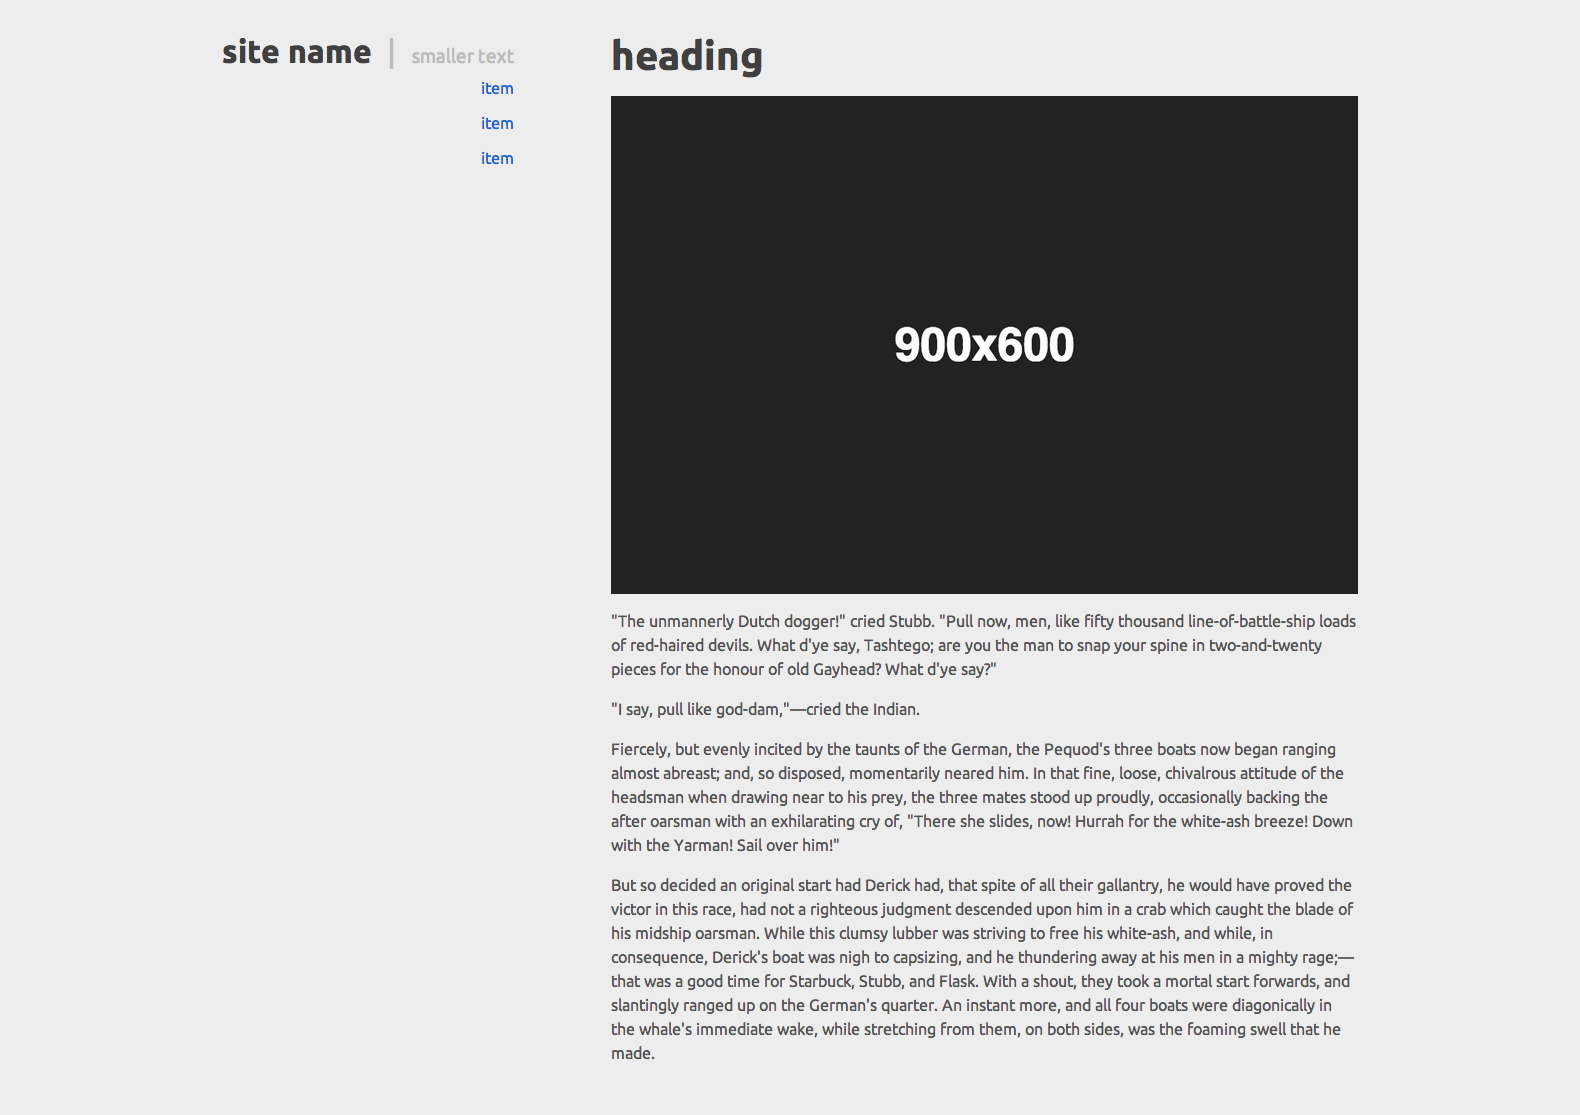 site name | smaller text
item
item
item
heading
900x600
"The unmannerly Dutch dogger!" cried Stubb. "Pull now, men, like fifty thousand line-of-battle-ship loads
of red-haired devils. What d'ye say, Tashtego; are you the man to snap your spine in two-and-twenty
pieces for the honour of old Gayhead? What d'ye say?"
"I say, pull like god-dam,"—cried the Indian.
Fiercely, but evenly incited by the taunts of the German, the Pequod's three boats now began ranging
almost abreast; and, so disposed, momentarily neared him. In that fine, loose, chivalrous attitude of the
headsman when drawing near to his prey, the three mates stood up proudly, occasionally backing the
after oarsman with an exhilarating cry of, "There she slides, now! Hurrah for the white-ash breeze! Down
with the Yarman! Sail over him!"
But so decided an original start had Derick had, that spite of all their gallantry, he would have proved the
victor in this race, had not a righteous judgment descended upon him in a crab which caught the blade of
his midship oarsman. While this clumsy lubber was striving to free his white-ash, and while, in
consequence, Derick's boat was nigh to capsizing, and he thundering away at his men in a mighty rage;—
that was a good time for Starbuck, Stubb, and Flask. With a shout, they took a mortal start forwards, and
slantingly ranged up on the German's quarter. An instant more, and all four boats were diagonically in
the whale's immediate wake, while stretching from them, on both sides, was the foaming swell that he
made.